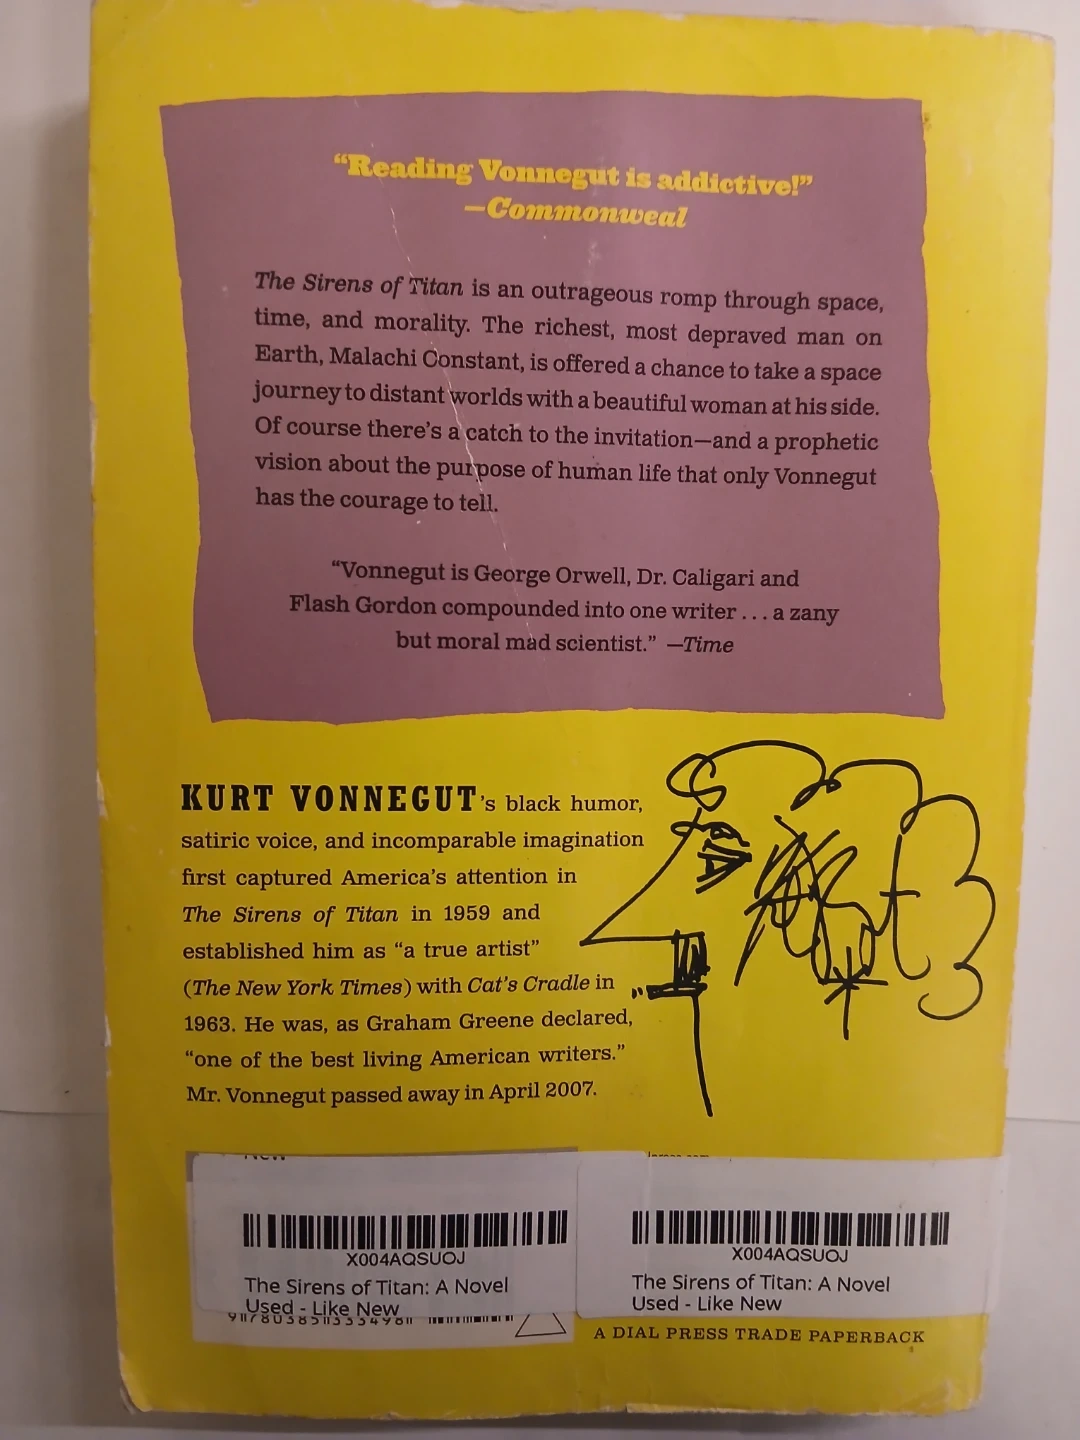 “Reading Vonnegut is addictive!”
—Commonweal
The Sirens of Titan is an outrageous romp through space,
time, and morality. The richest, most depraved man on
Earth, Malachi Constant, is offered a chance to take a space
journey to distant worlds with a beautiful woman at his side.
Of course there’s a catch to the invitation—and a prophetic
vision about the purpose of human life that only Vonnegut
has the courage to tell.
“Vonnegut is George Orwell, Dr. Caligari and
Flash Gordon compounded into one writer . . . a zany
but moral mad scientist.” —Time
KURT VONNEGUT’s black humor,
satiric voice, and incomparable imagination
first captured America’s attention in
The Sirens of Titan in 1959 and
established him as “a true artist”
(The New York Times) with Cat’s Cradle in
1963. He was, as Graham Greene declared,
“one of the best living American writers.”
Mr. Vonnegut passed away in April 2007.
X004AQSUOJ
The Sirens of Titan: A Novel
Used - Like New
X004AQSUOJ
The Sirens of Titan: A Novel
Used - Like New
9 780385 333498
A DIAL PRESS TRADE PAPERBACK